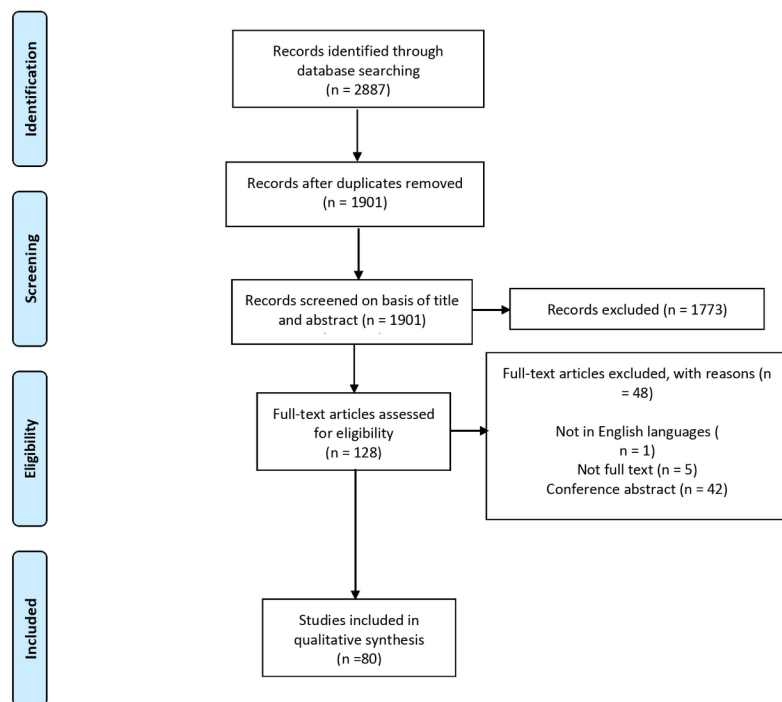 Identification
Records identified through
database searching
(n = 2887)
Records after duplicates removed
(n = 1901)
Screening
Records screened on basis of title
and abstract (n = 1901)
Records excluded (n = 1773)
Eligibility
Full-text articles assessed
for eligibility
(n = 128)
Full-text articles excluded, with reasons (n
= 48)
Not in English languages (
n = 1)
Not full text (n = 5)
Conference abstract (n = 42)
Included
Studies included in
qualitative synthesis
(n =80)